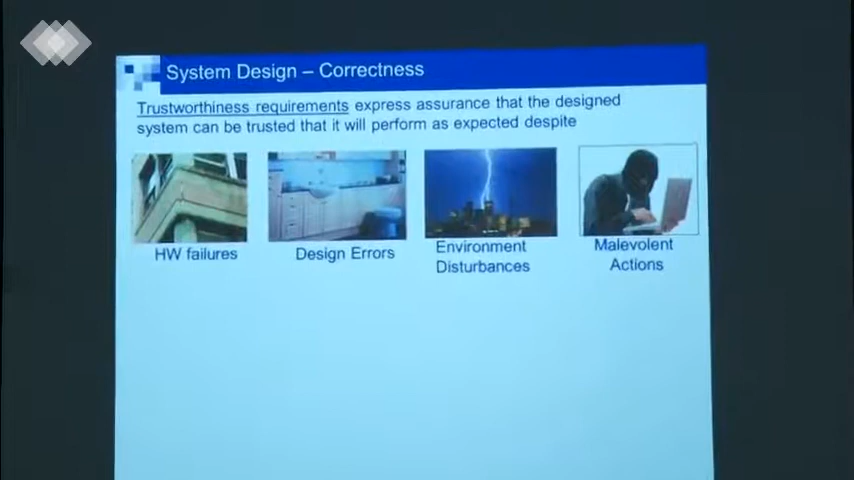 System Design – Correctness
Trustworthiness requirements express assurance that the designed
system can be trusted that it will perform as expected despite
HW failures
Design Errors
Environment
Disturbances
Malevolent
Actions